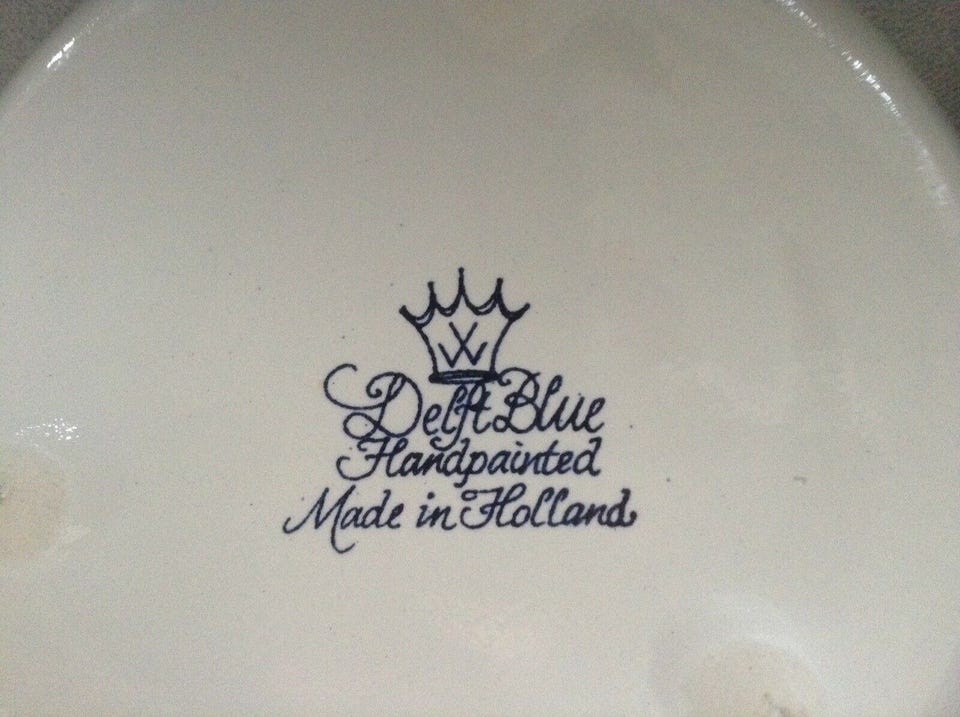 W
Delft Blue
Handpainted
Made in Holland